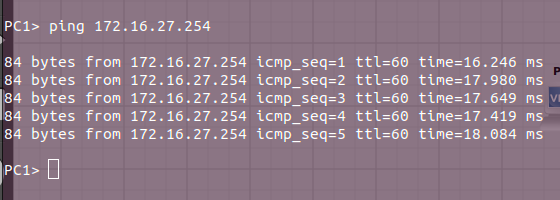 PC1> ping 172.16.27.254
84 bytes from 172.16.27.254 icmp_seq=1 ttl=60 time=16.246 ms
84 bytes from 172.16.27.254 icmp_seq=2 ttl=60 time=17.980 ms
84 bytes from 172.16.27.254 icmp_seq=3 ttl=60 time=17.649 ms
84 bytes from 172.16.27.254 icmp_seq=4 ttl=60 time=17.419 ms
84 bytes from 172.16.27.254 icmp_seq=5 ttl=60 time=18.084 ms
PC1>